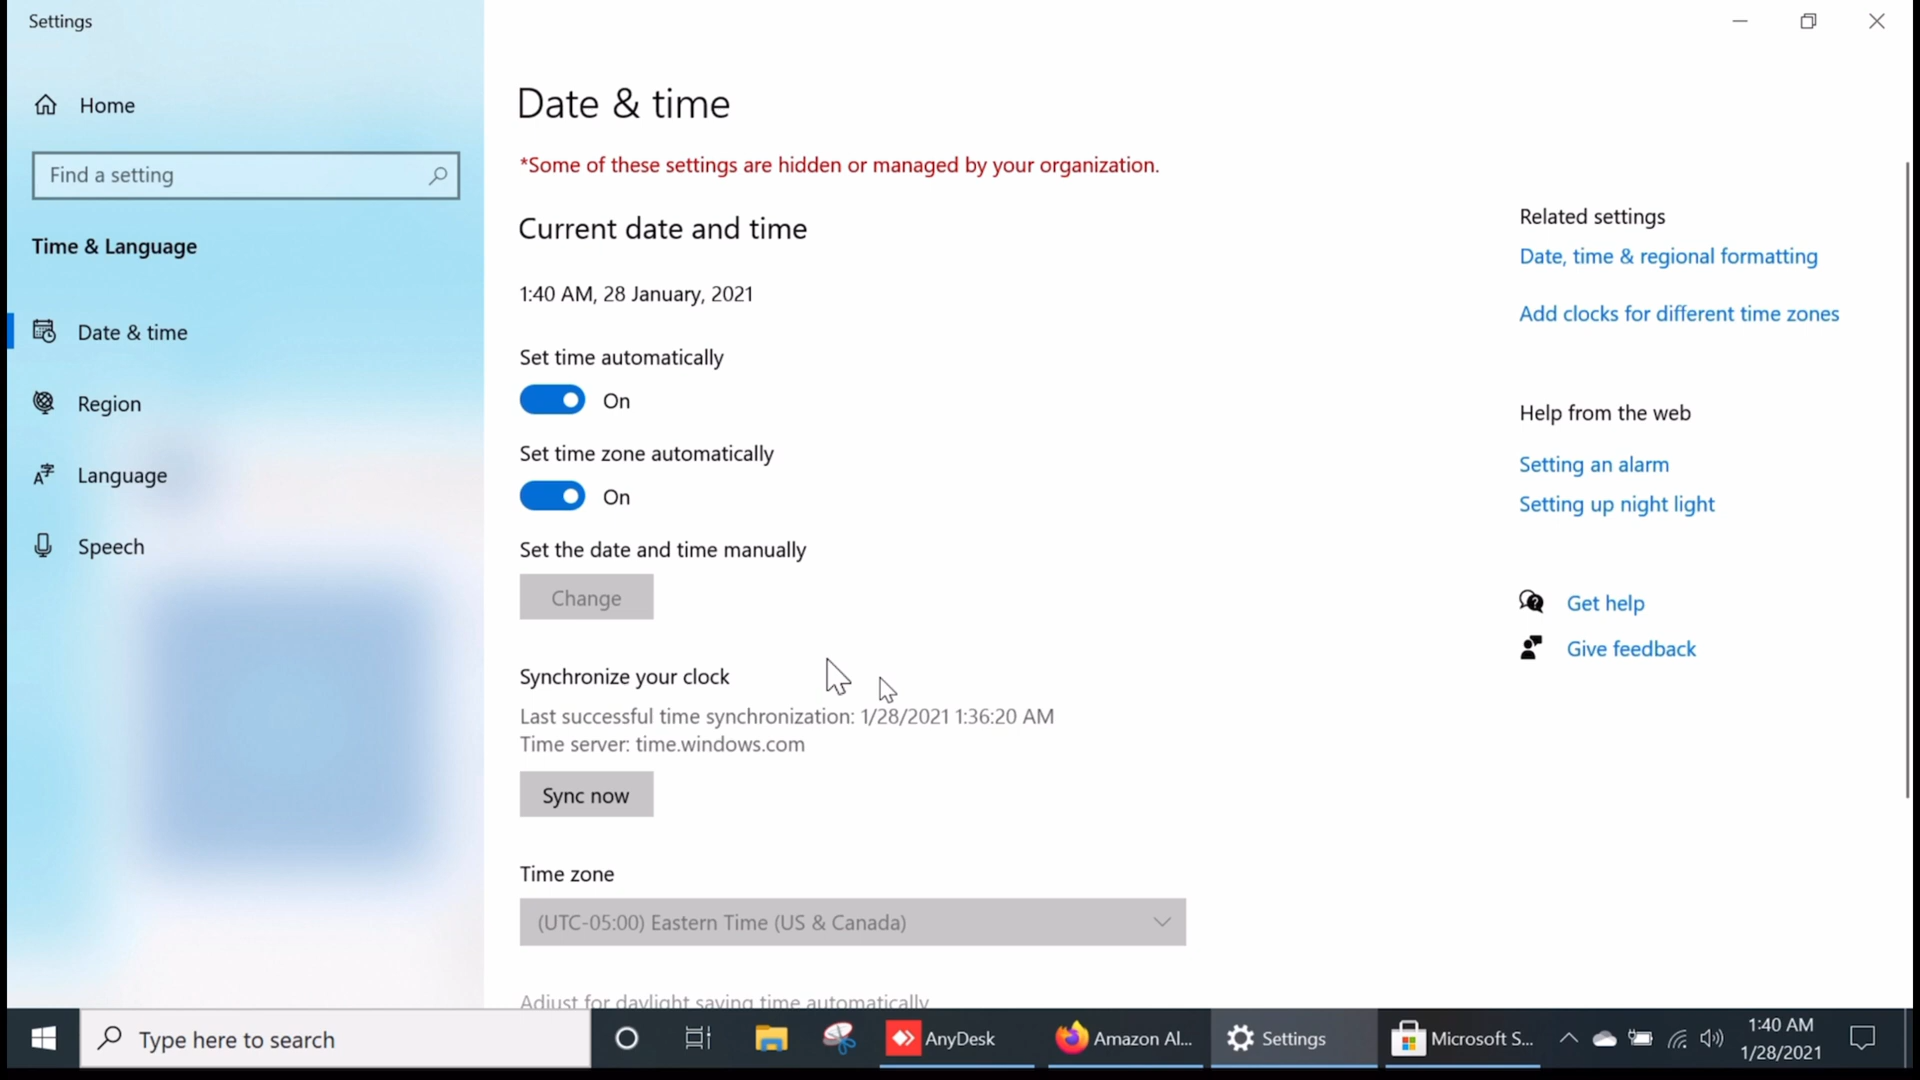 Settings
Home
Find a setting
Time & Language
Date & time
Region
Language
Speech
Date & time
*Some of these settings are hidden or managed by your organization.
Current date and time
1:40 AM, 28 January, 2021
Set time automatically
On
Set time zone automatically
On
Set the date and time manually
Change
Synchronize your clock
Last successful time synchronization: 1/28/2021 1:36:20 AM
Time server: time.windows.com
Sync now
Time zone
(UTC-05:00) Eastern Time (US & Canada)
Adjust for daylight saving time automatically
Related settings
Date, time & regional formatting
Add clocks for different time zones
Help from the web
Setting an alarm
Setting up night light
Get help
Give feedback
Type here to search
AnyDesk
Amazon Al...
Settings
Microsoft S...
1:40 AM
1/28/2021